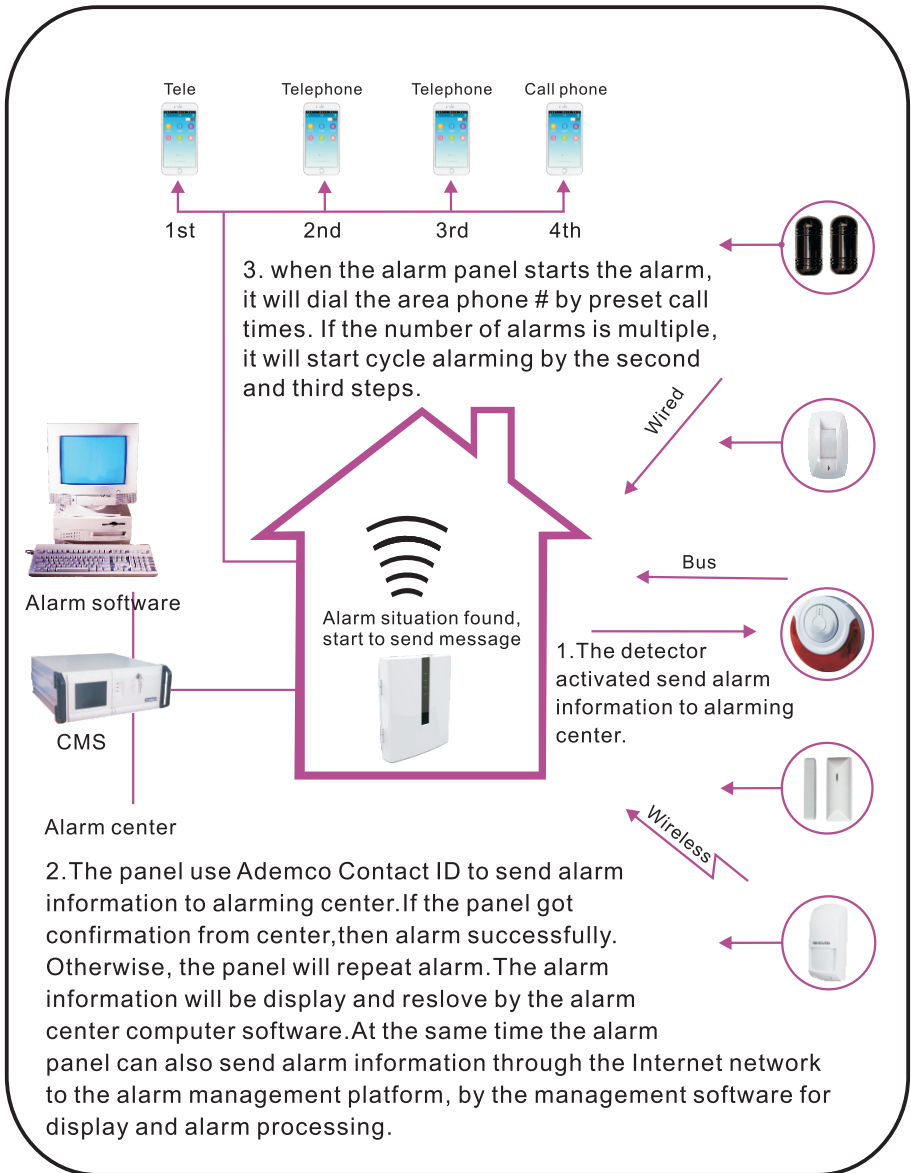 Tele
Telephone
Telephone
Call phone
1st
2nd
3rd
4th
3. when the alarm panel starts the alarm,
it will dial the area phone # by preset call
times. If the number of alarms is multiple,
it will start cycle alarming by the second
and third steps.
Wired
Bus
Alarm software
Alarm situation found,
start to send message
1.The detector
activated send alarm
information to alarming
center.
CMS
Wireless
Alarm center
2.The panel use Ademco Contact ID to send alarm
information to alarming center.If the panel got
confirmation from center,then alarm successfully.
Otherwise, the panel will repeat alarm.The alarm
information will be display and reslove by the alarm
center computer software.At the same time the alarm
panel can also send alarm information through the Internet network
to the alarm management platform, by the management software for
display and alarm processing.